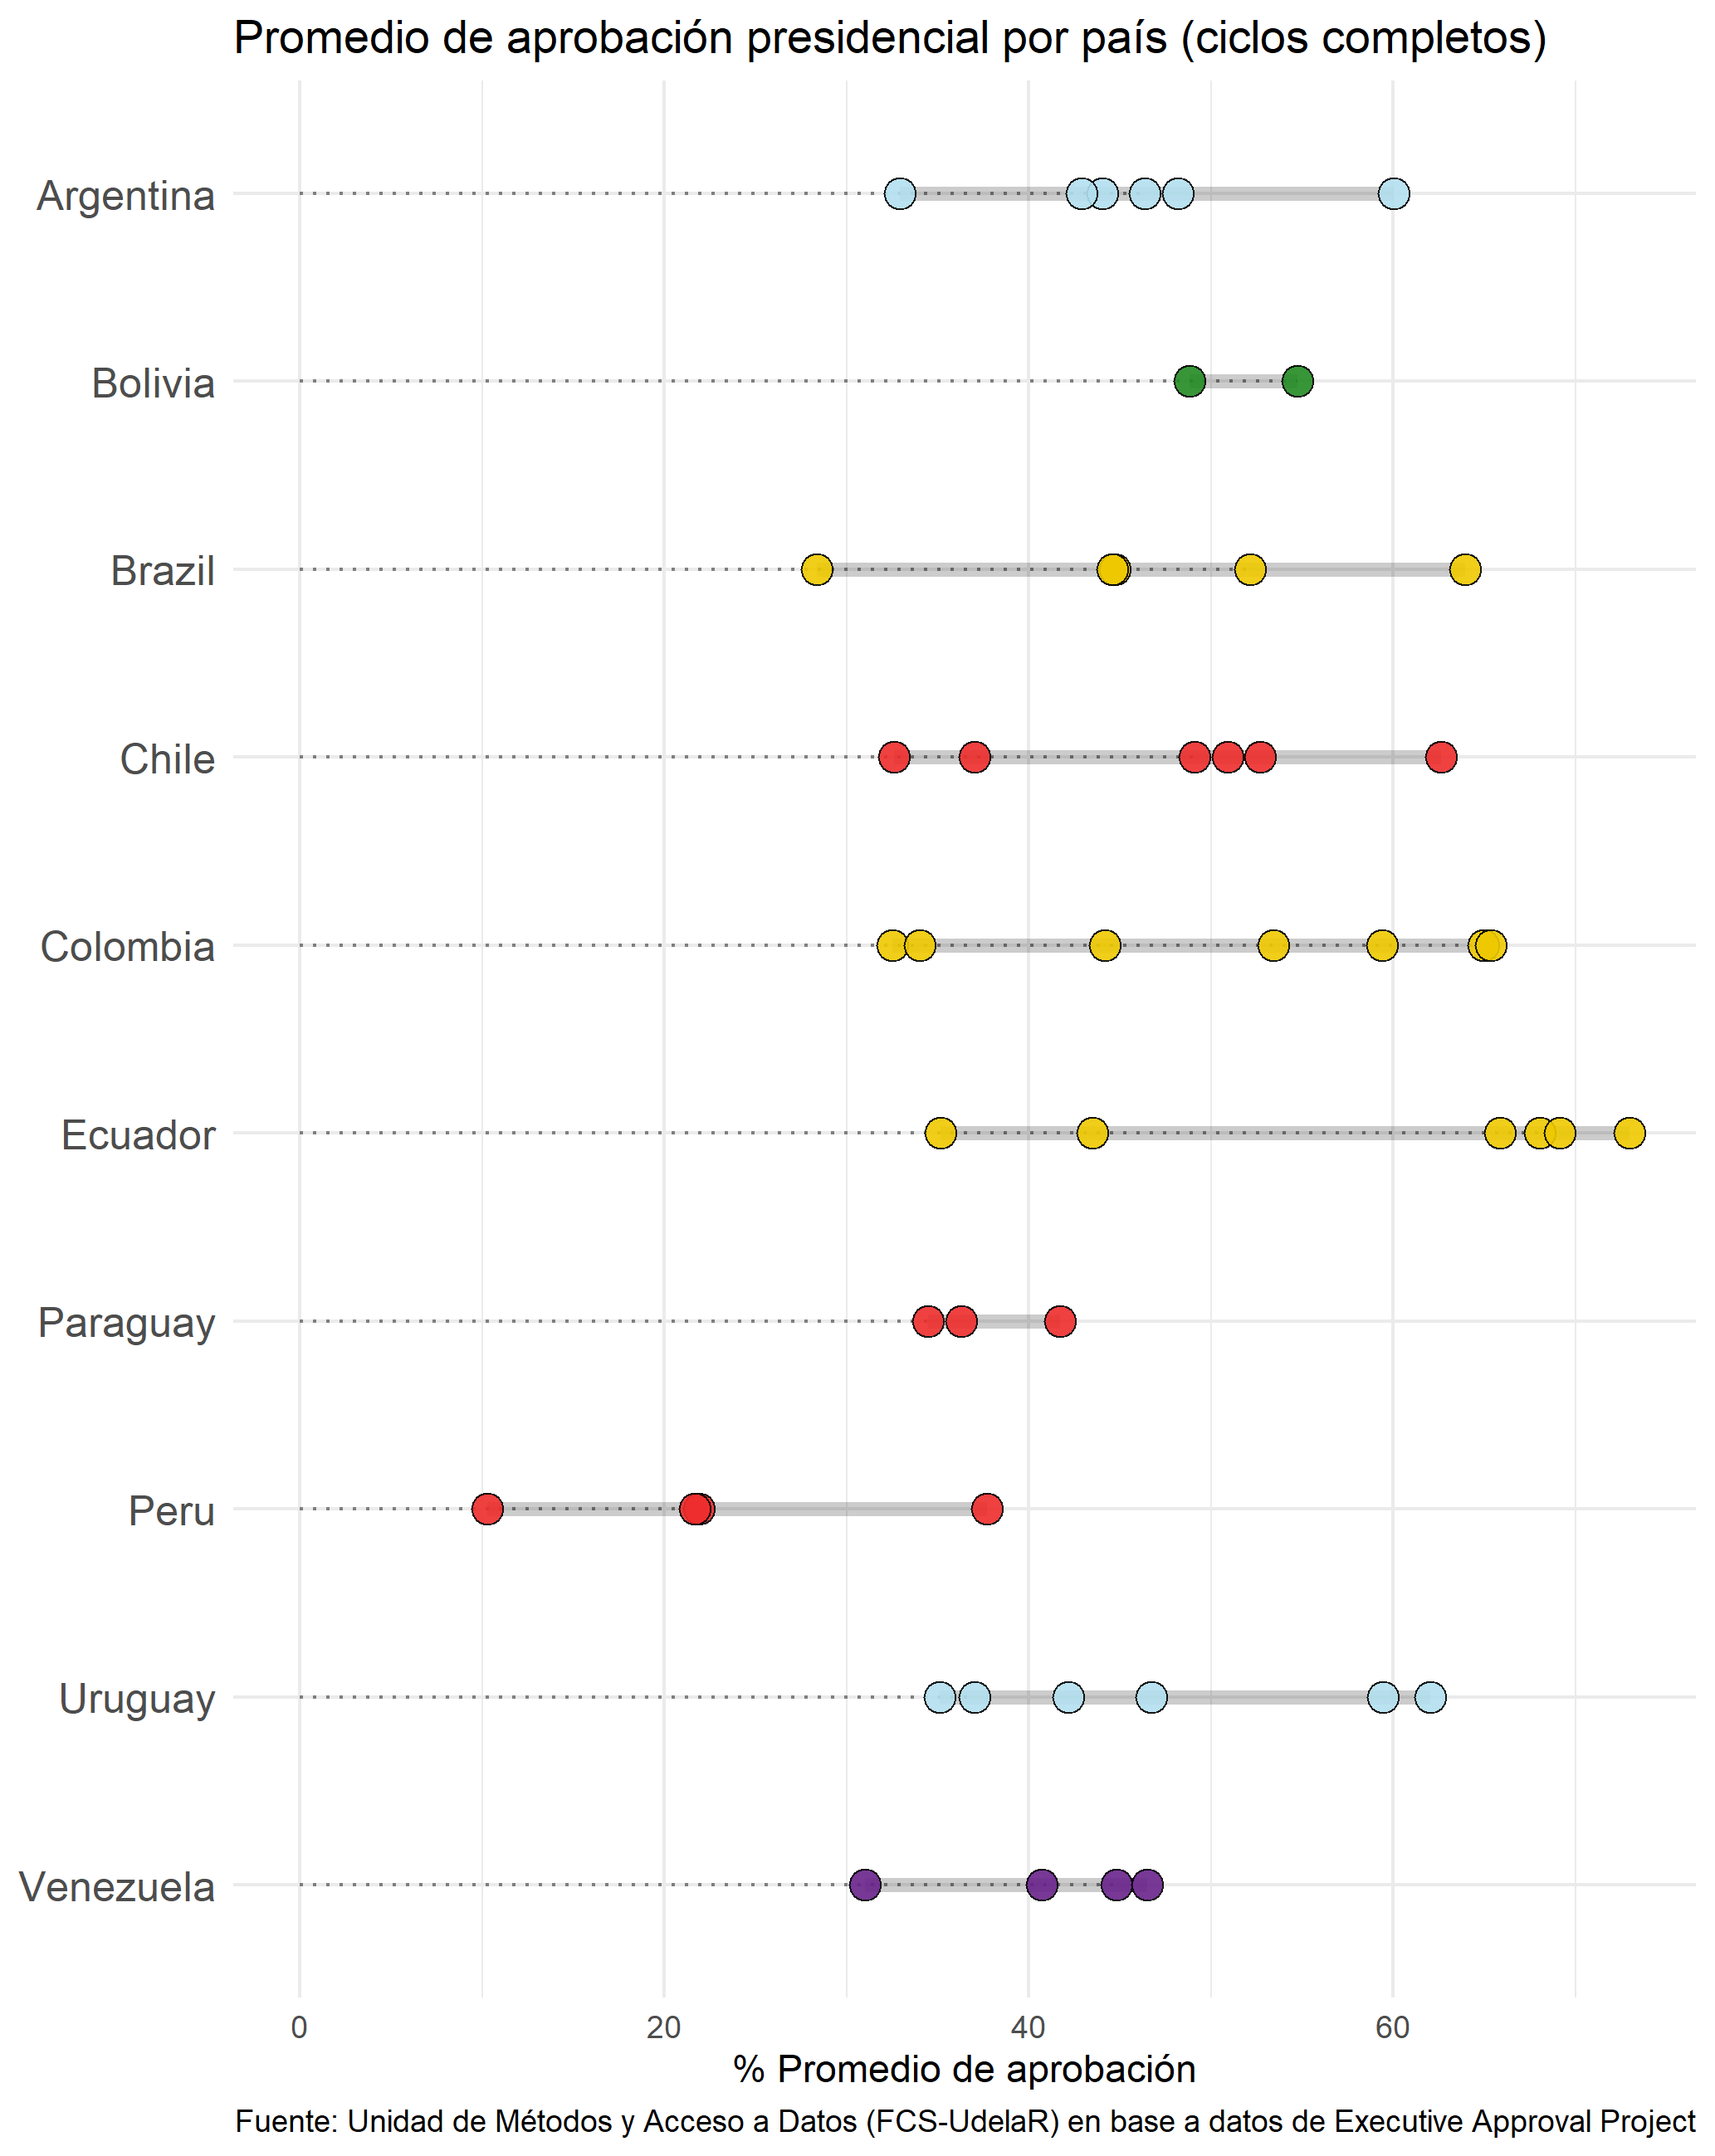 Promedio de aprobación presidencial por país (ciclos completos)
Argentina
Bolivia
Brazil
Chile
Colombia
Ecuador
Paraguay
Peru
Uruguay
Venezuela
0 20 40 60
% Promedio de aprobación
Fuente: Unidad de Métodos y Acceso a Datos (FCS-UdelaR) en base a datos de Executive Approval Project